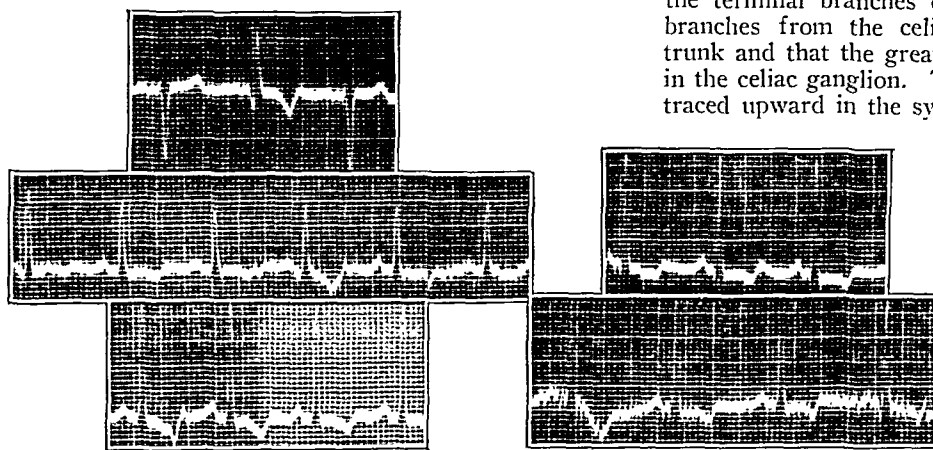 the terminal branches
branches from the celi
trunk and that the grea
in the celiac ganglion.
traced upward in the sy